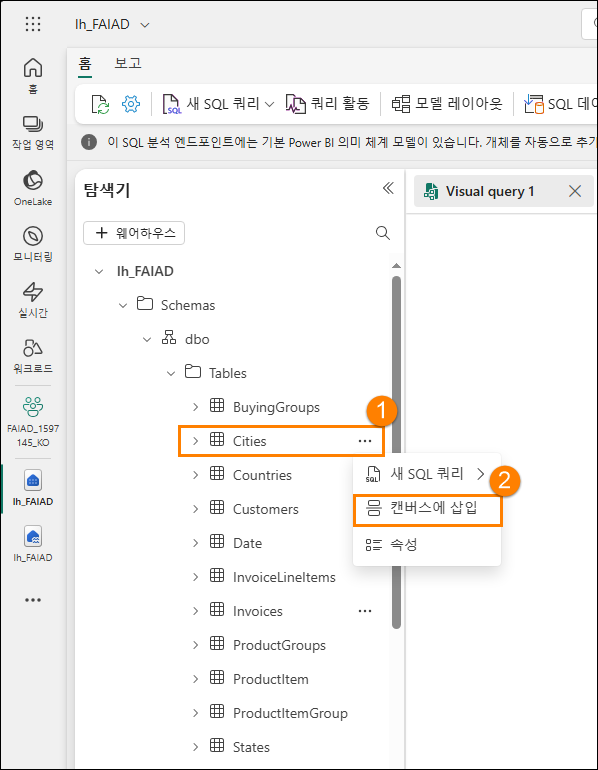 lh_FAIAD
홈 보고
새 SQL 쿼리 쿼리 활동 모델 레이아웃 SQL 데
이 SQL 분석 엔드포인트에는 기본 Power BI 의미 체계 모델이 있습니다. 개체를 자동으로 추가
홈
작업 영역
OneLake
모니터링
실시간
워크로드
FAIAD_1597
145_KO
lh_FAIAD
lh_FAIAD
탐색기
+ 웨어하우스
lh_FAIAD
Schemas
dbo
Tables
BuyingGroups
1
Cities
Countries
Customers
Date
InvoiceLineItems
Invoices
ProductGroups
ProductItem
ProductItemGroup
States
새 SQL 쿼리
2
캔버스에 삽입
속성
Visual query 1